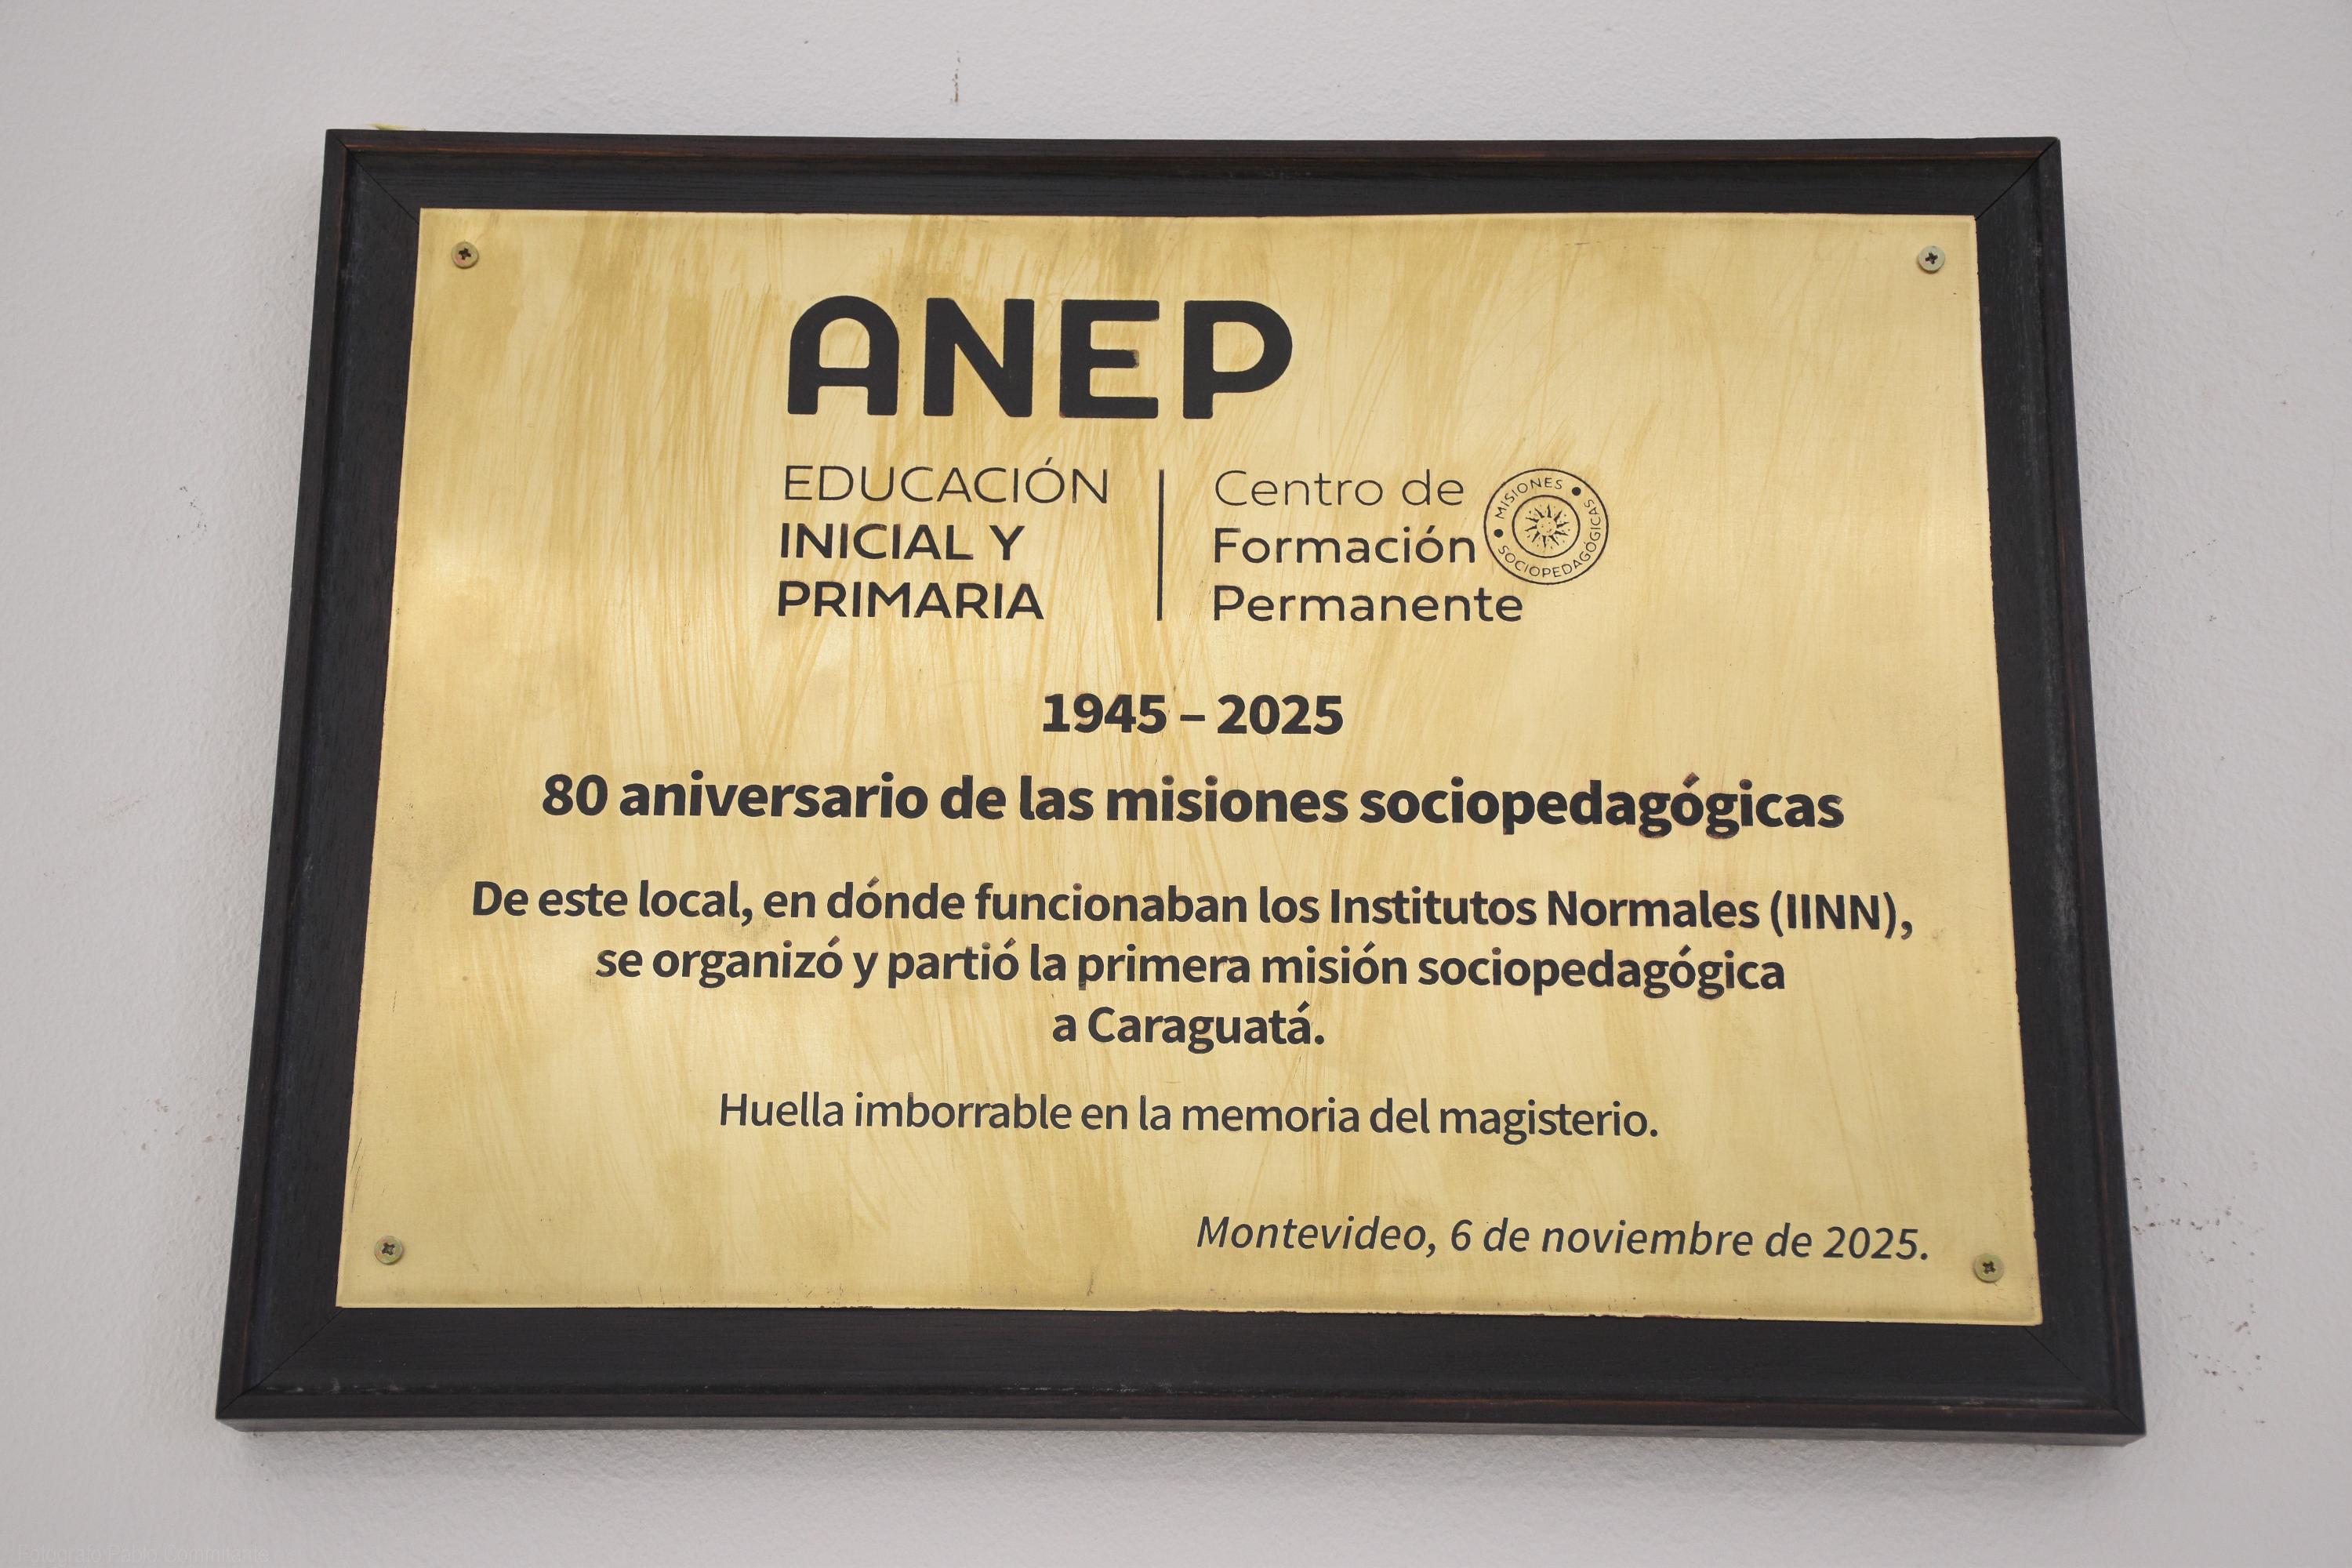 ANEP
EDUCACIÓN
INICIAL Y
PRIMARIA
Centro de
Formación
Permanente
MISIONES
SOCIOPEDAGÓGICAS
1945 – 2025
80 aniversario de las misiones sociopedagógicas
De este local, en dónde funcionaban los Institutos Normales (IINN),
se organizó y partió la primera misión sociopedagógica
a Caraguatá.
Huella imborrable en la memoria del magisterio.
Montevideo, 6 de noviembre de 2025.
Fotógrafo Pablo